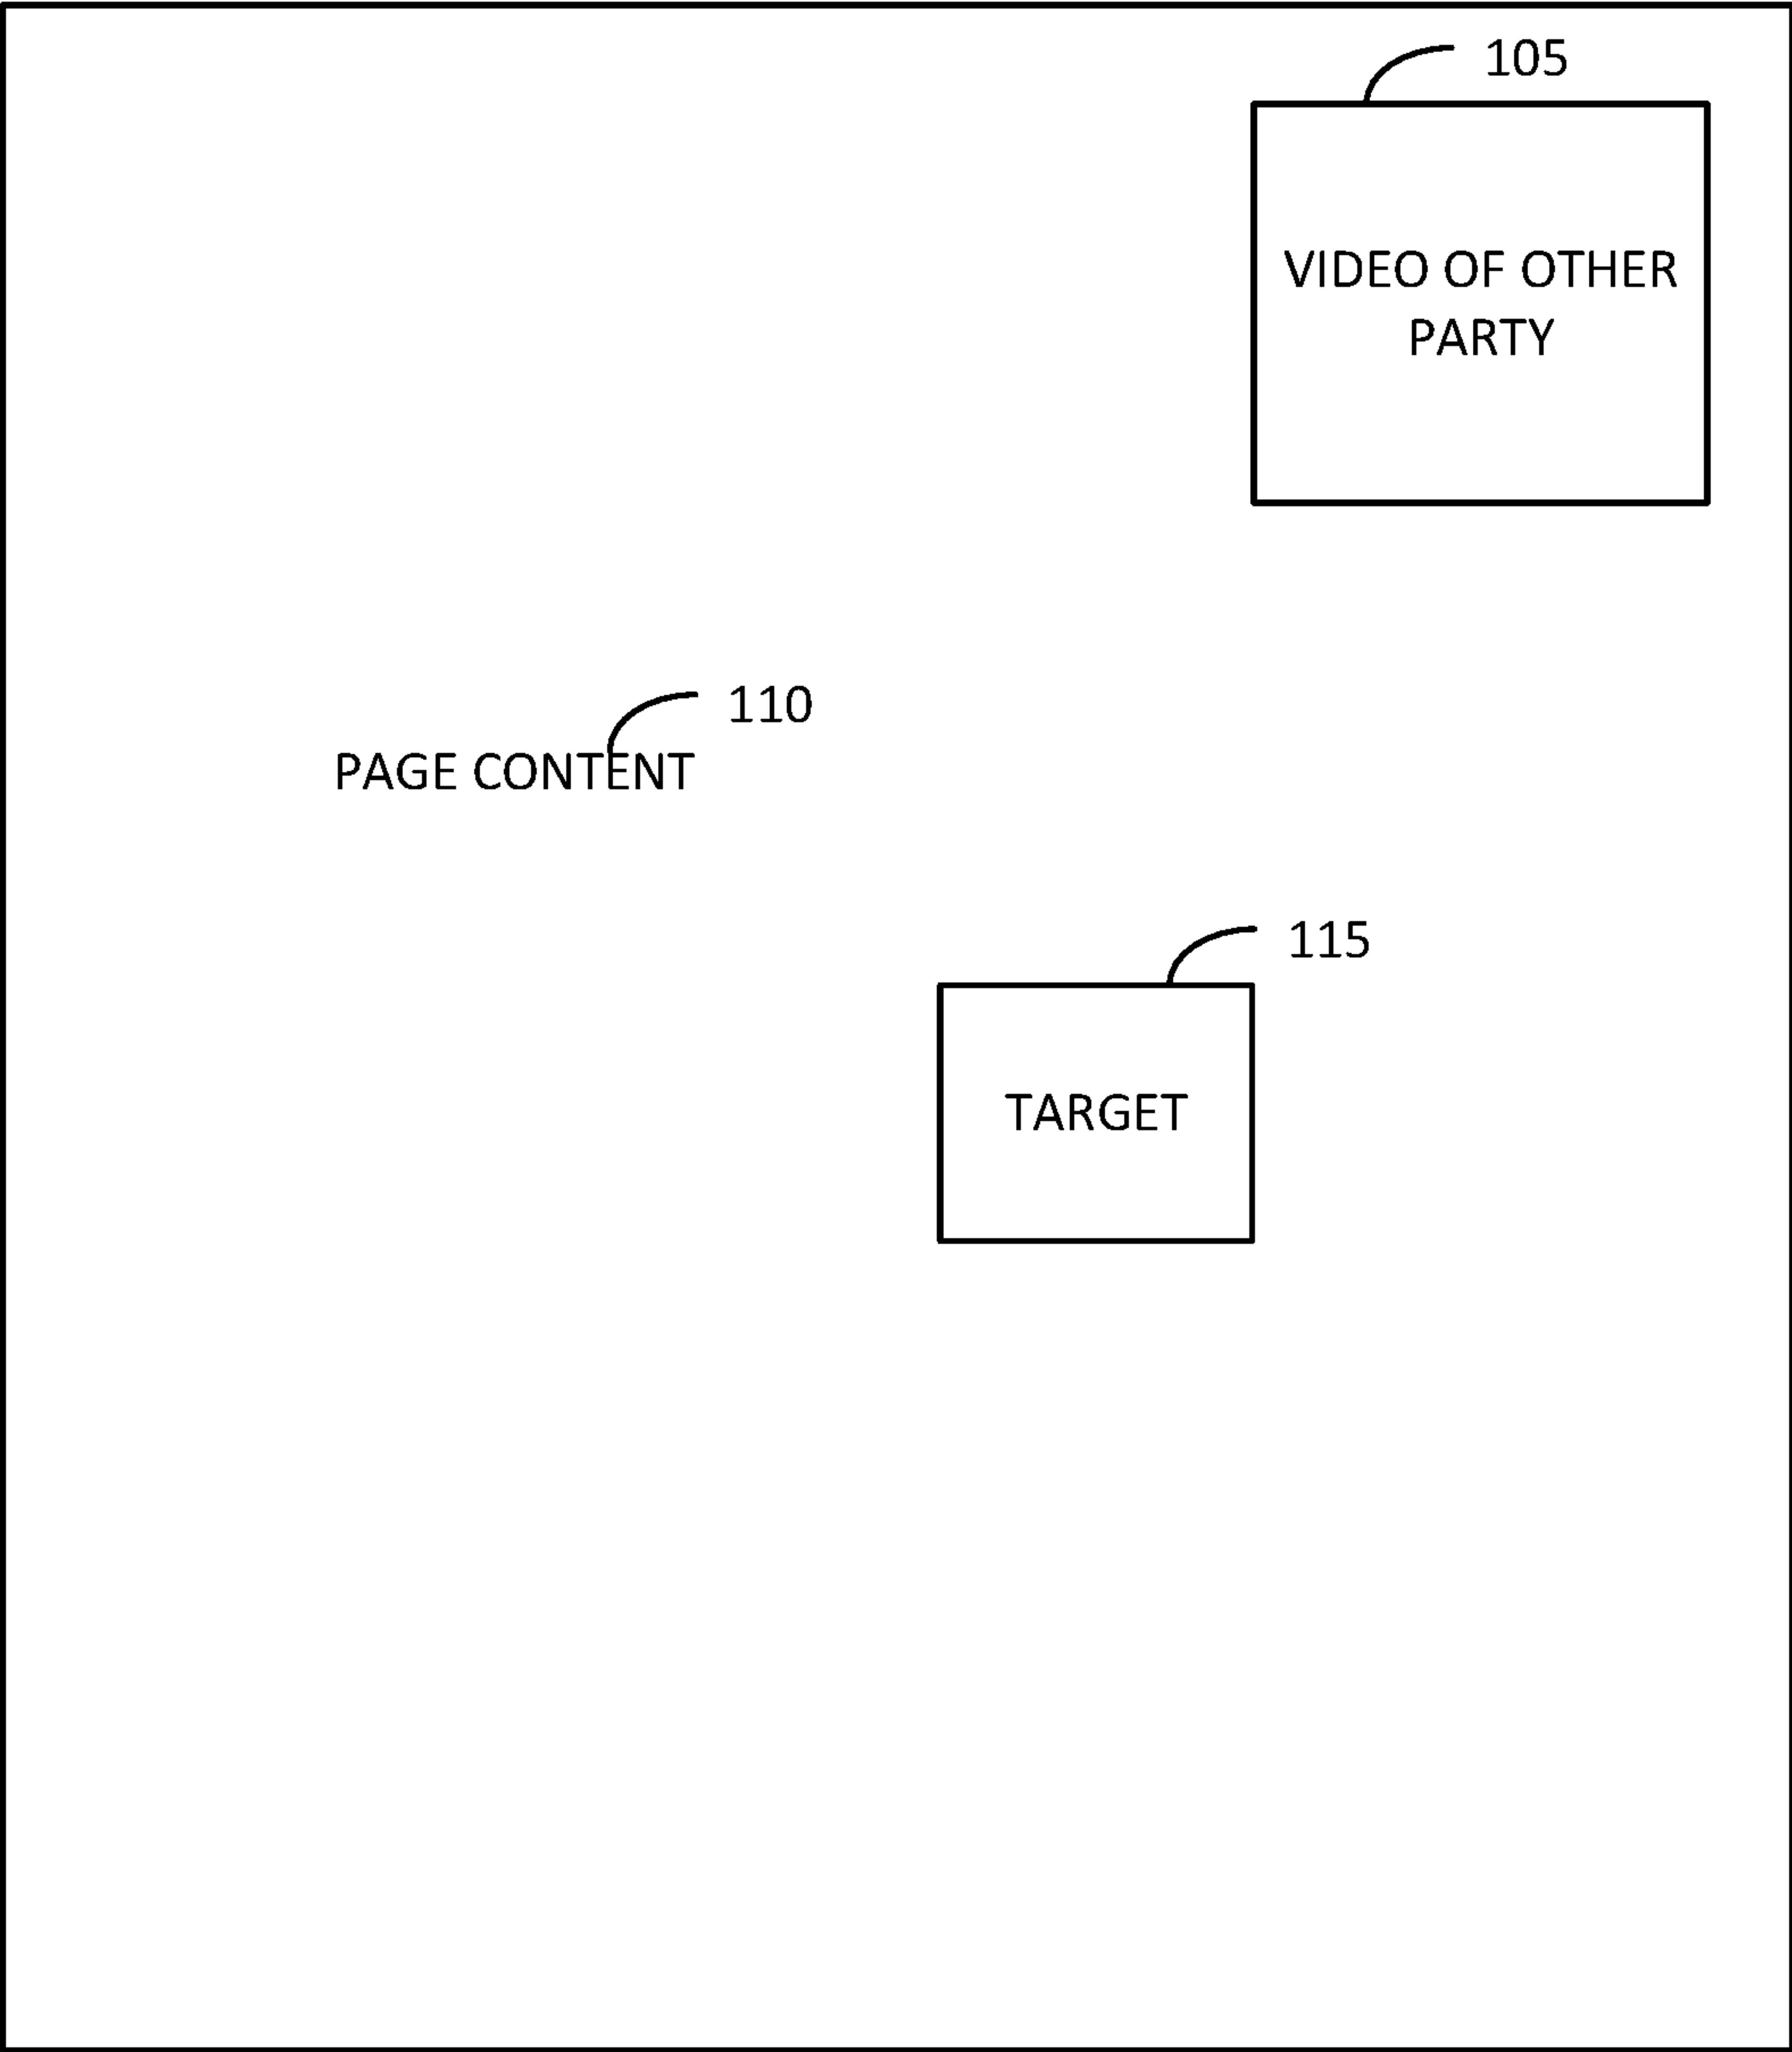 105
VIDEO OF OTHER
PARTY
110
PAGE CONTENT
115
TARGET